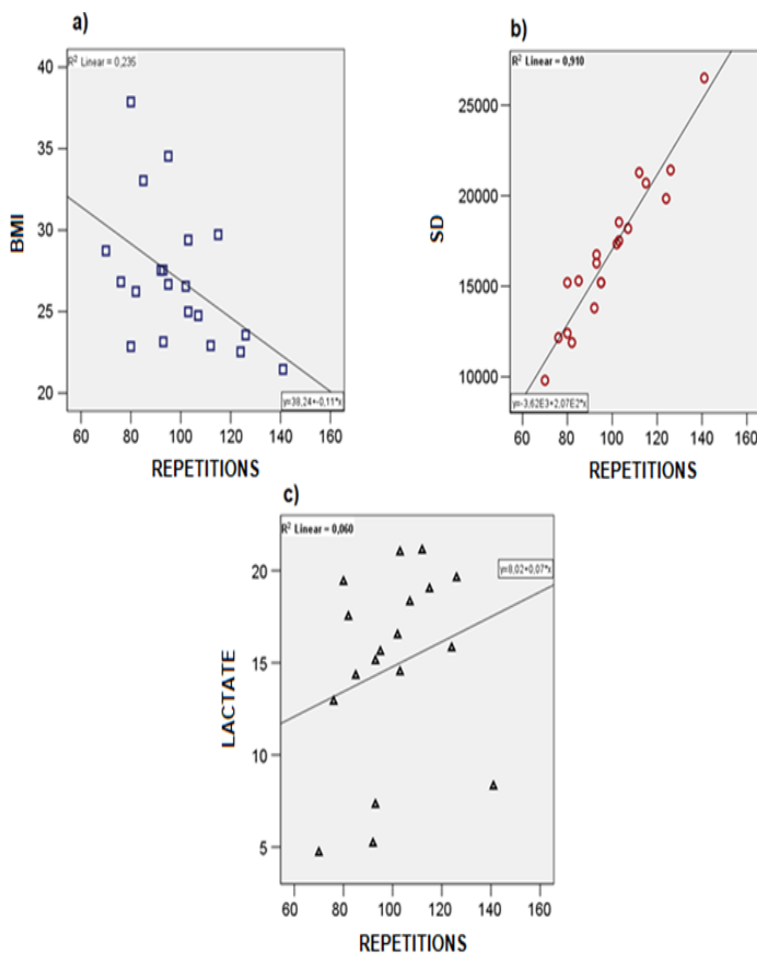 a)
R² Linear = 0,235
40
35
30
25
20
BMI
y=38,24+-0,11*x
60 80 100 120 140 160
REPETITIONS
b)
R² Linear = 0,910
25000
20000
15000
10000
SD
y=-3,62E3+2,07E2*x
60 80 100 120 140 160
REPETITIONS
c)
R² Linear = 0,060
y=8,02+0,07*x
20
15
10
5
LACTATE
60 80 100 120 140 160
REPETITIONS